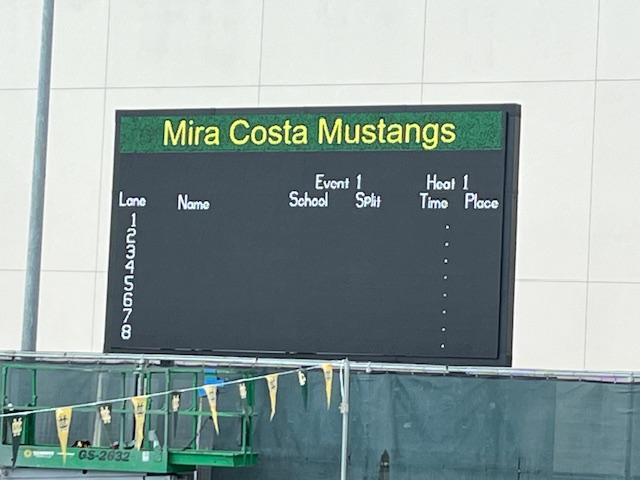 Mira Costa Mustangs
Event 1 Heat 1
Lane Name School Split Time Place
1 .
2 .
3 .
4 .
5 .
6 .
7 .
8 .
GS-2632